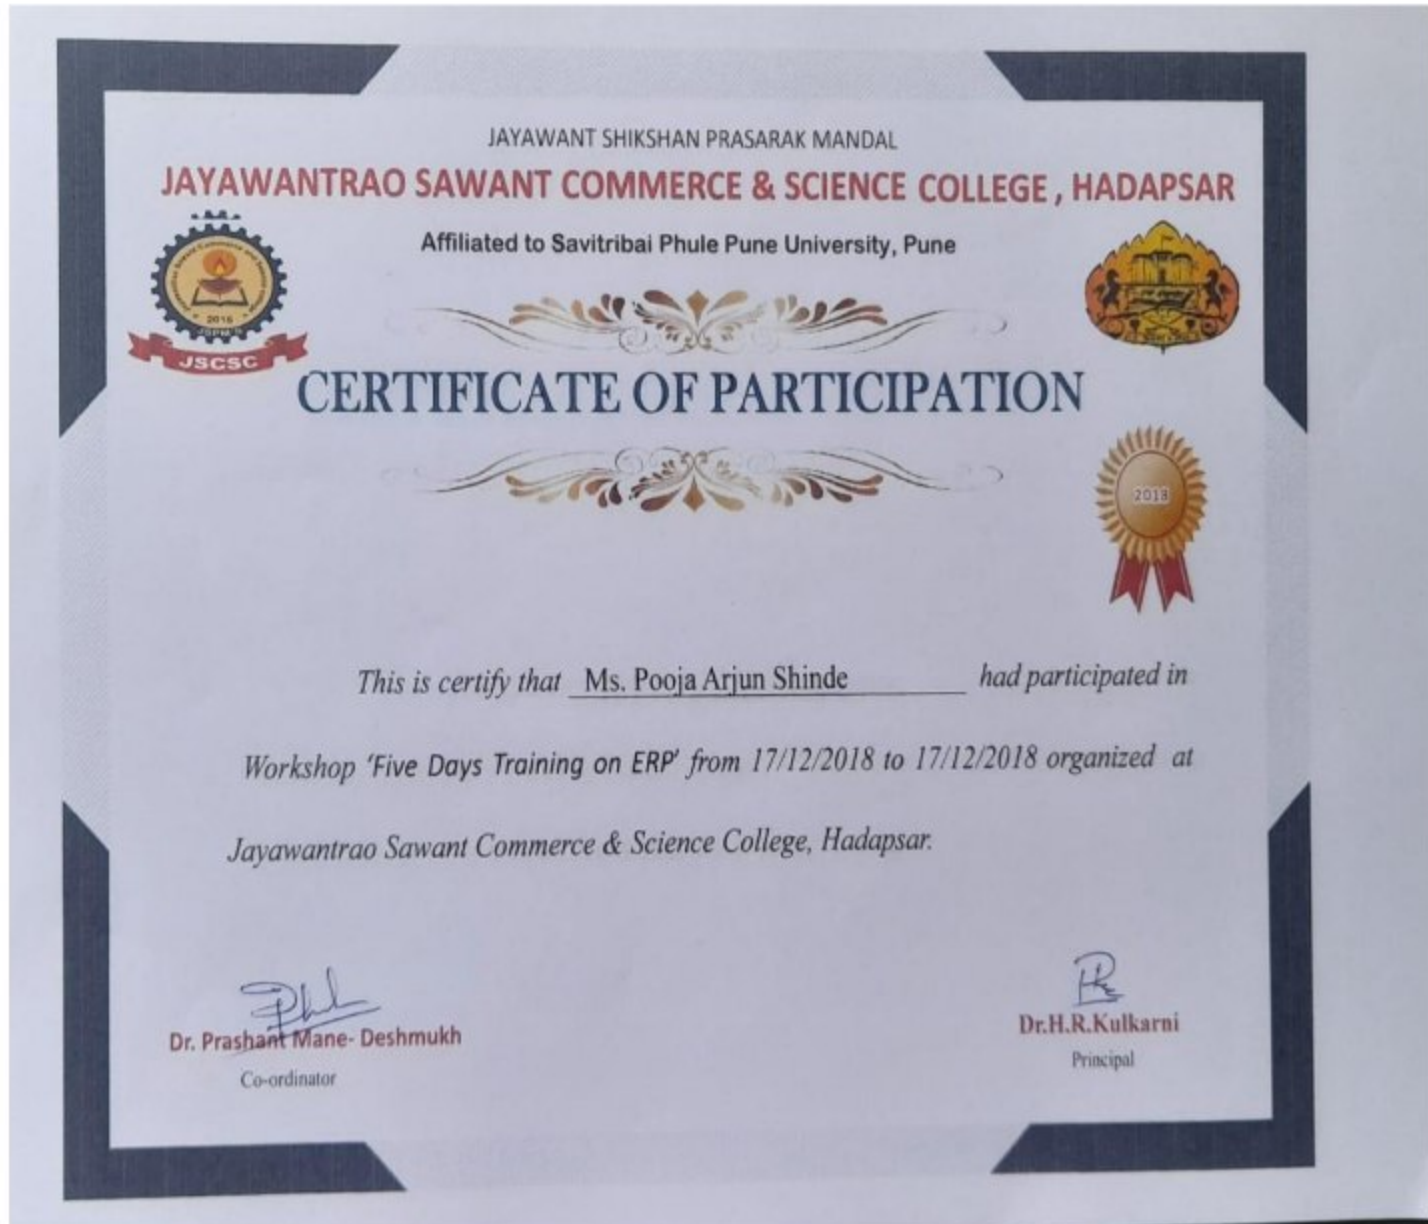 JAYAWANT SHIKSHAN PRASARAK MANDAL
JAYAWANTRAO SAWANT COMMERCE & SCIENCE COLLEGE , HADAPSAR
Affiliated to Savitribai Phule Pune University, Pune
2016
JSPM'S
JSCSC
CERTIFICATE OF PARTICIPATION
2018
This is certify that Ms. Pooja Arjun Shinde had participated in
Workshop 'Five Days Training on ERP' from 17/12/2018 to 17/12/2018 organized at
Jayawantrao Sawant Commerce & Science College, Hadapsar.
Dr. Prashant Mane- Deshmukh
Co-ordinator
Dr.H.R.Kulkarni
Principal